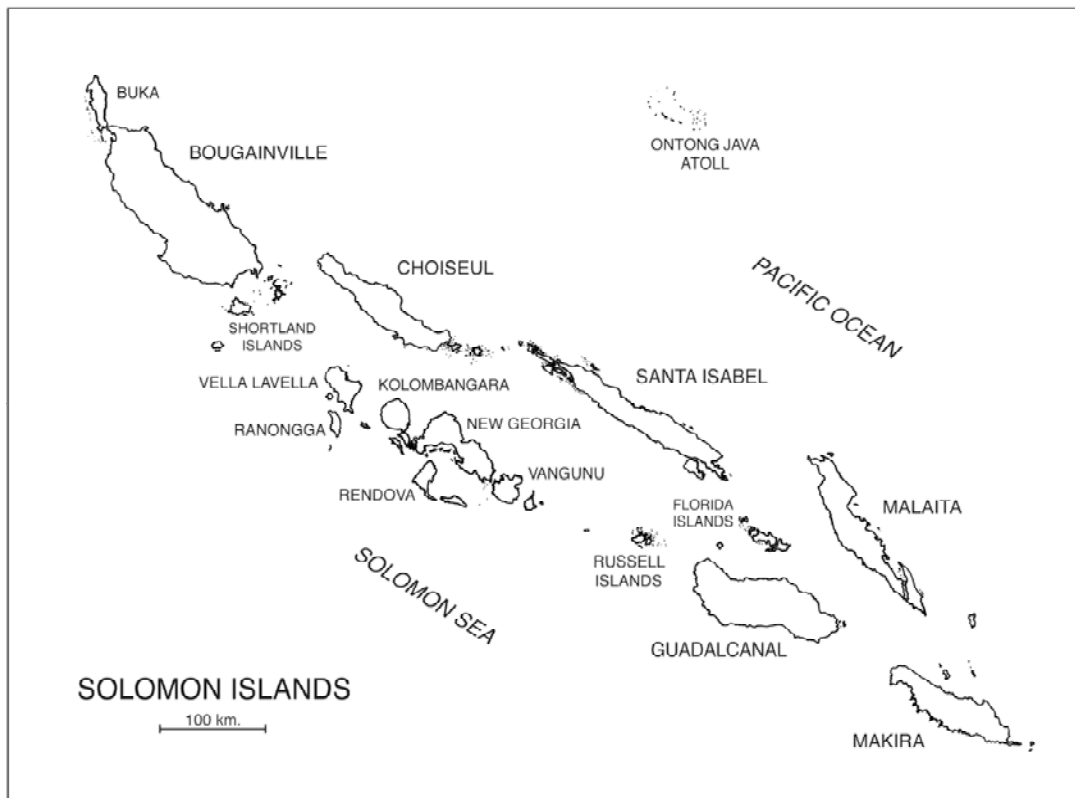 BUKA
BOUGAINVILLE
ONTONG JAVA
ATOLL
CHOISEUL
PACIFIC OCEAN
SHORTLAND
ISLANDS
VELLA LAVELLA
KOLOMBANGARA
SANTA ISABEL
RANONGGA
NEW GEORGIA
VANGUNU
RENDOVA
FLORIDA
ISLANDS
MALAITA
RUSSELL
ISLANDS
SOLOMON SEA
GUADALCANAL
SOLOMON ISLANDS
100 km.
MAKIRA